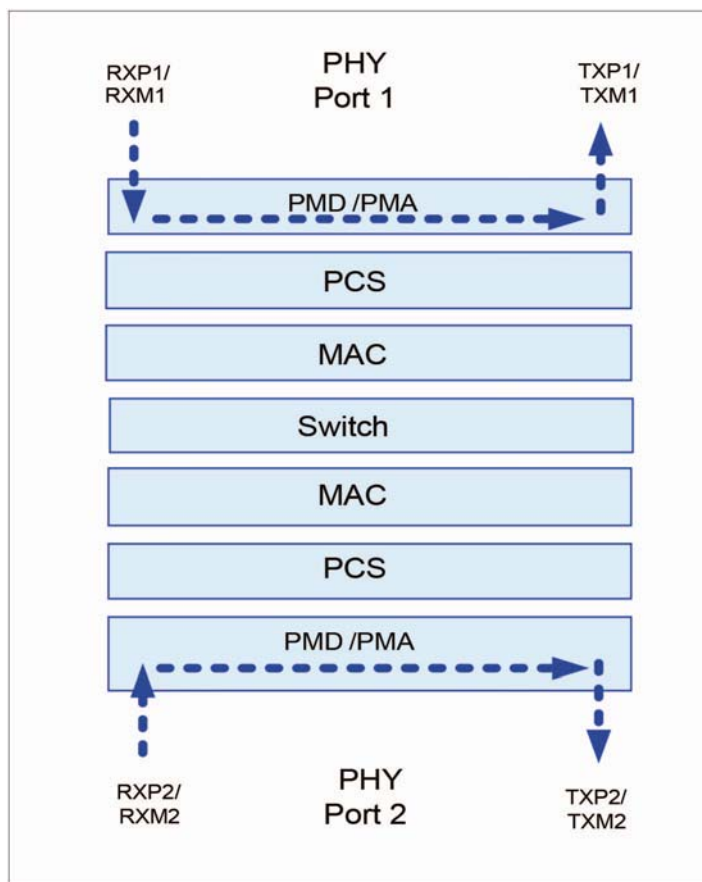 RXP1/
RXM1
PHY
Port 1
TXP1/
TXM1
PMD /PMA
PCS
MAC
Switch
MAC
PCS
PMD /PMA
RXP2/
RXM2
PHY
Port 2
TXP2/
TXM2